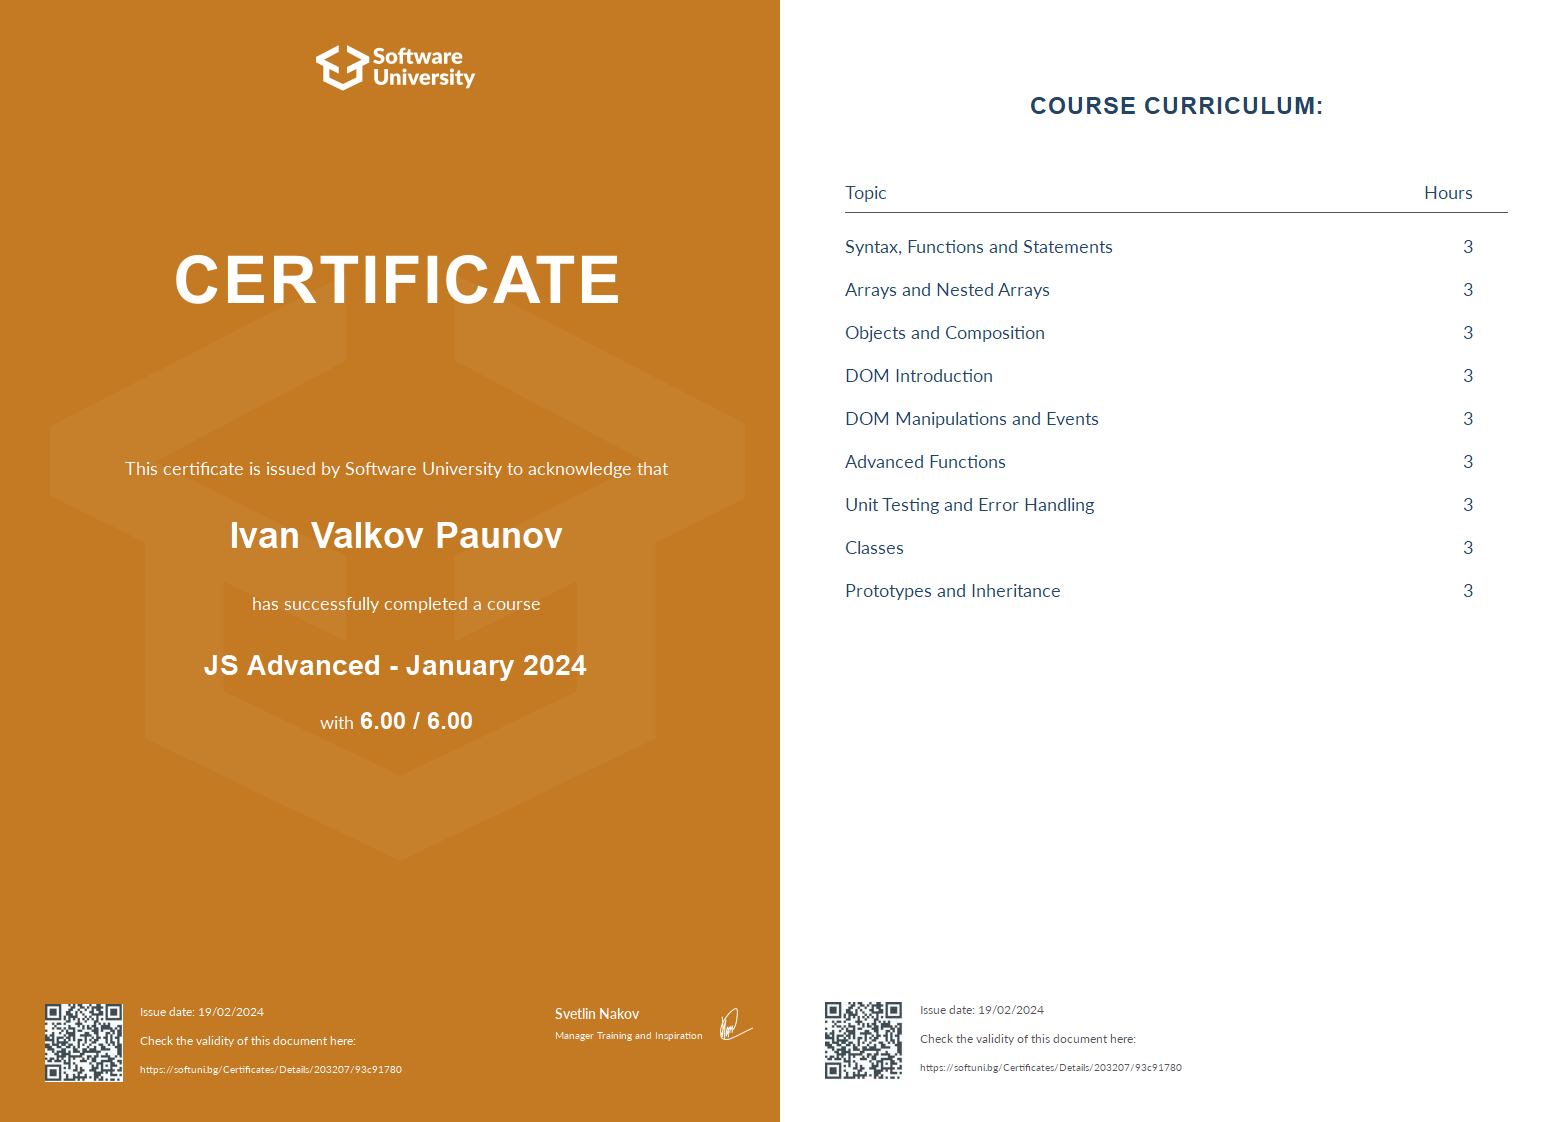 Software
University
CERTIFICATE
This certificate is issued by Software University to acknowledge that
Ivan Valkov Paunov
has successfully completed a course
JS Advanced - January 2024
with 6.00 / 6.00
Issue date: 19/02/2024
Check the validity of this document here:
https://softuni.bg/Certificates/Details/203207/93c91780
Svetlin Nakov
Manager Training and Inspiration
COURSE CURRICULUM:
Topic Hours
Syntax, Functions and Statements 3
Arrays and Nested Arrays 3
Objects and Composition 3
DOM Introduction 3
DOM Manipulations and Events 3
Advanced Functions 3
Unit Testing and Error Handling 3
Classes 3
Prototypes and Inheritance 3
Issue date: 19/02/2024
Check the validity of this document here:
https://softuni.bg/Certificates/Details/203207/93c91780